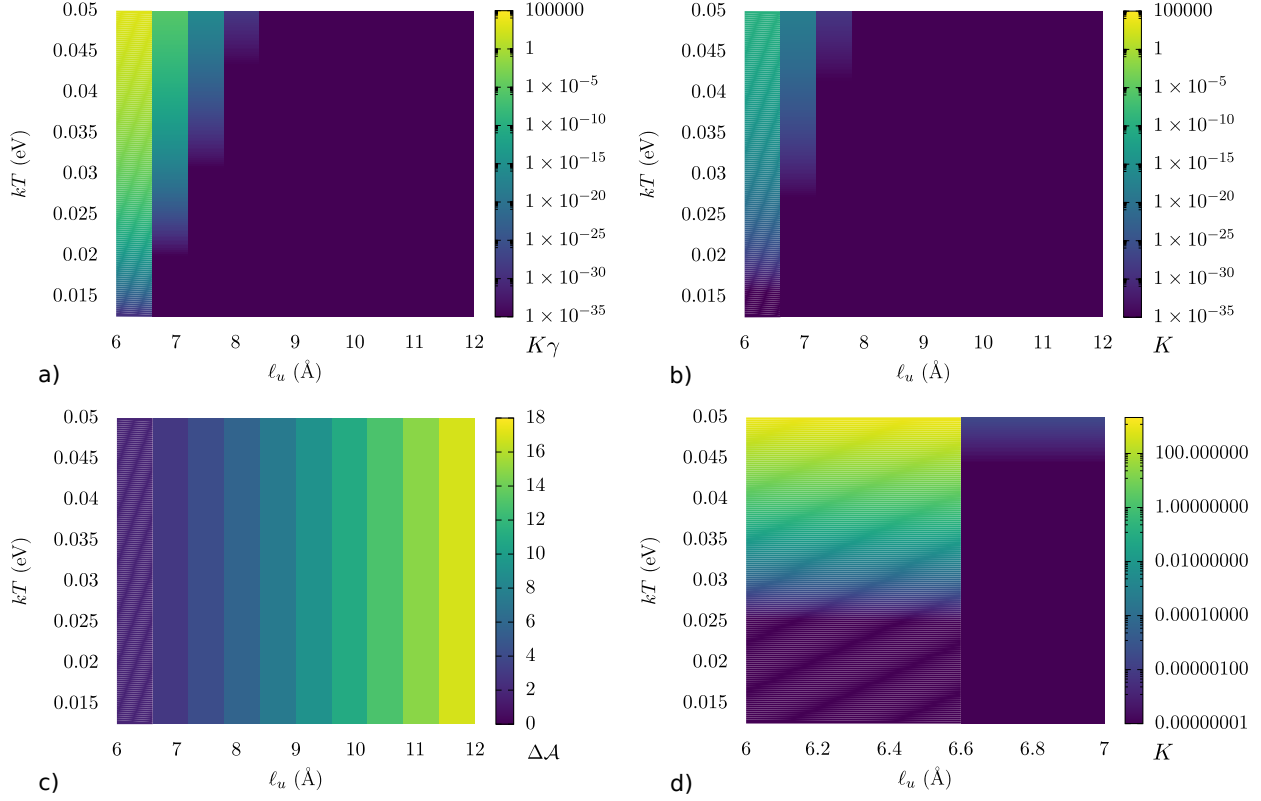 0.05
0.045
0.04
0.035
0.03
0.025
0.02
0.015
kT (eV)
6 7 8 9 10 11 12
ℓᵤ (Å)
a)
100000
1
1 × 10⁻⁵
1 × 10⁻¹⁰
1 × 10⁻¹⁵
1 × 10⁻²⁰
1 × 10⁻²⁵
1 × 10⁻³⁰
1 × 10⁻³⁵
Kγ
0.05
0.045
0.04
0.035
0.03
0.025
0.02
0.015
kT (eV)
6 7 8 9 10 11 12
ℓᵤ (Å)
b)
100000
1
1 × 10⁻⁵
1 × 10⁻¹⁰
1 × 10⁻¹⁵
1 × 10⁻²⁰
1 × 10⁻²⁵
1 × 10⁻³⁰
1 × 10⁻³⁵
K
0.05
0.045
0.04
0.035
0.03
0.025
0.02
0.015
kT (eV)
6 7 8 9 10 11 12
ℓᵤ (Å)
c)
18
16
14
12
10
8
6
4
2
0
Δ𝒜
0.05
0.045
0.04
0.035
0.03
0.025
0.02
0.015
kT (eV)
6 6.2 6.4 6.6 6.8 7
ℓᵤ (Å)
d)
100.000000
1.00000000
0.01000000
0.00010000
0.00000100
0.00000001
K